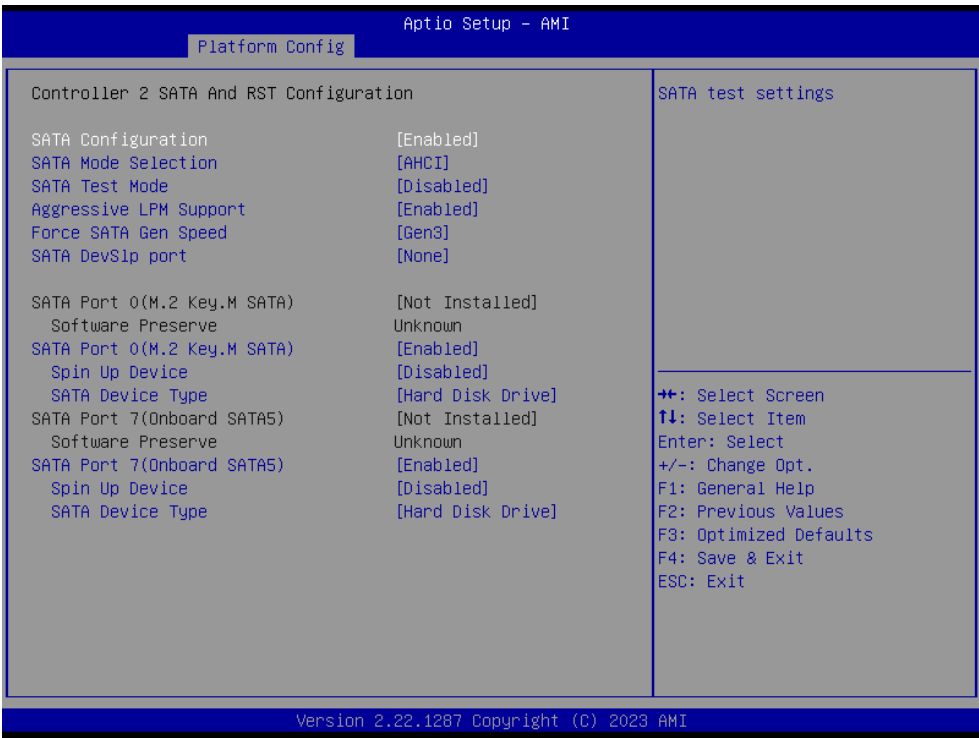 Aptio Setup – AMI
Platform Config
Controller 2 SATA And RST Configuration
SATA Configuration [Enabled]
SATA Mode Selection [AHCI]
SATA Test Mode [Disabled]
Aggressive LPM Support [Enabled]
Force SATA Gen Speed [Gen3]
SATA DevSlp port [None]
SATA Port 0(M.2 Key.M SATA) [Not Installed]
Software Preserve Unknown
SATA Port 0(M.2 Key.M SATA) [Enabled]
Spin Up Device [Disabled]
SATA Device Type [Hard Disk Drive]
SATA Port 7(Onboard SATA5) [Not Installed]
Software Preserve Unknown
SATA Port 7(Onboard SATA5) [Enabled]
Spin Up Device [Disabled]
SATA Device Type [Hard Disk Drive]
SATA test settings
→←: Select Screen
↑↓: Select Item
Enter: Select
+/-: Change Opt.
F1: General Help
F2: Previous Values
F3: Optimized Defaults
F4: Save & Exit
ESC: Exit
Version 2.22.1287 Copyright (C) 2023 AMI